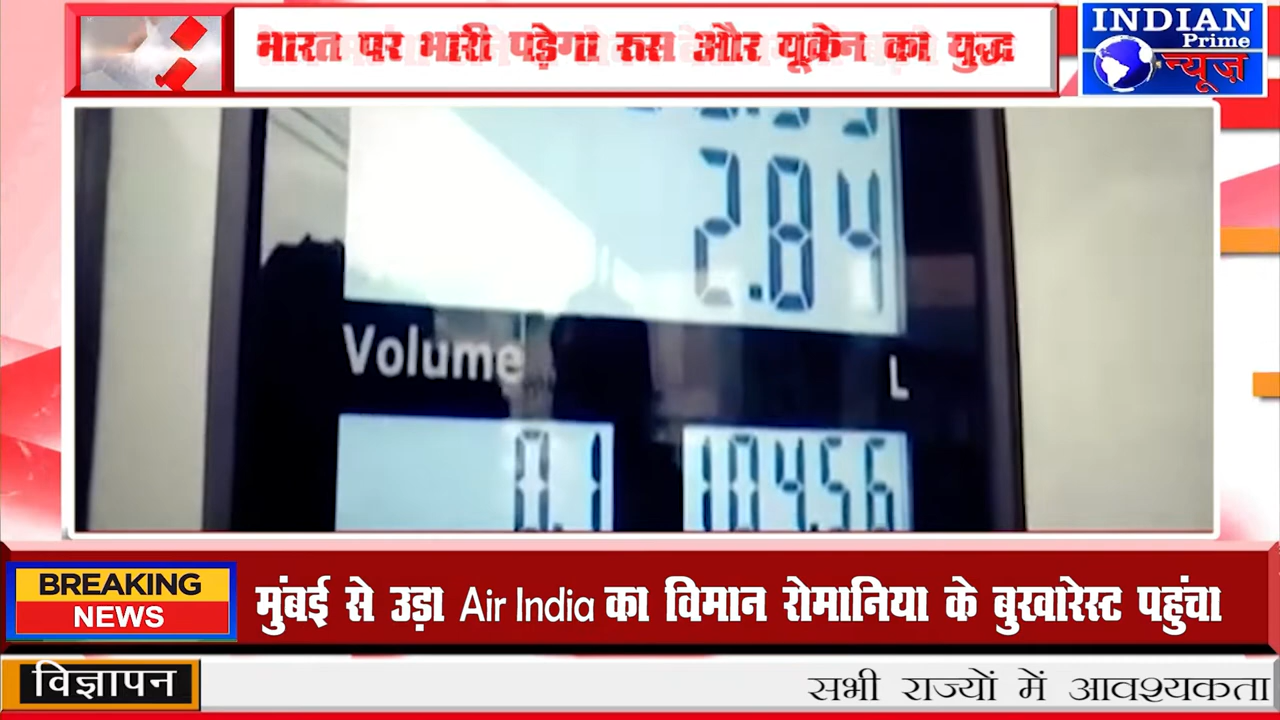 भारत पर भारी पड़ेगा रूस और यूक्रेन का युद्ध
INDIAN
Prime
न्यूज़
2.84
Volume
L
0.1
104.56
BREAKING
NEWS
मुंबई से उड़ा Air India का विमान रोमानिया के बुखारेस्ट पहुंचा
विज्ञापन
सभी राज्यों में आवश्यकता